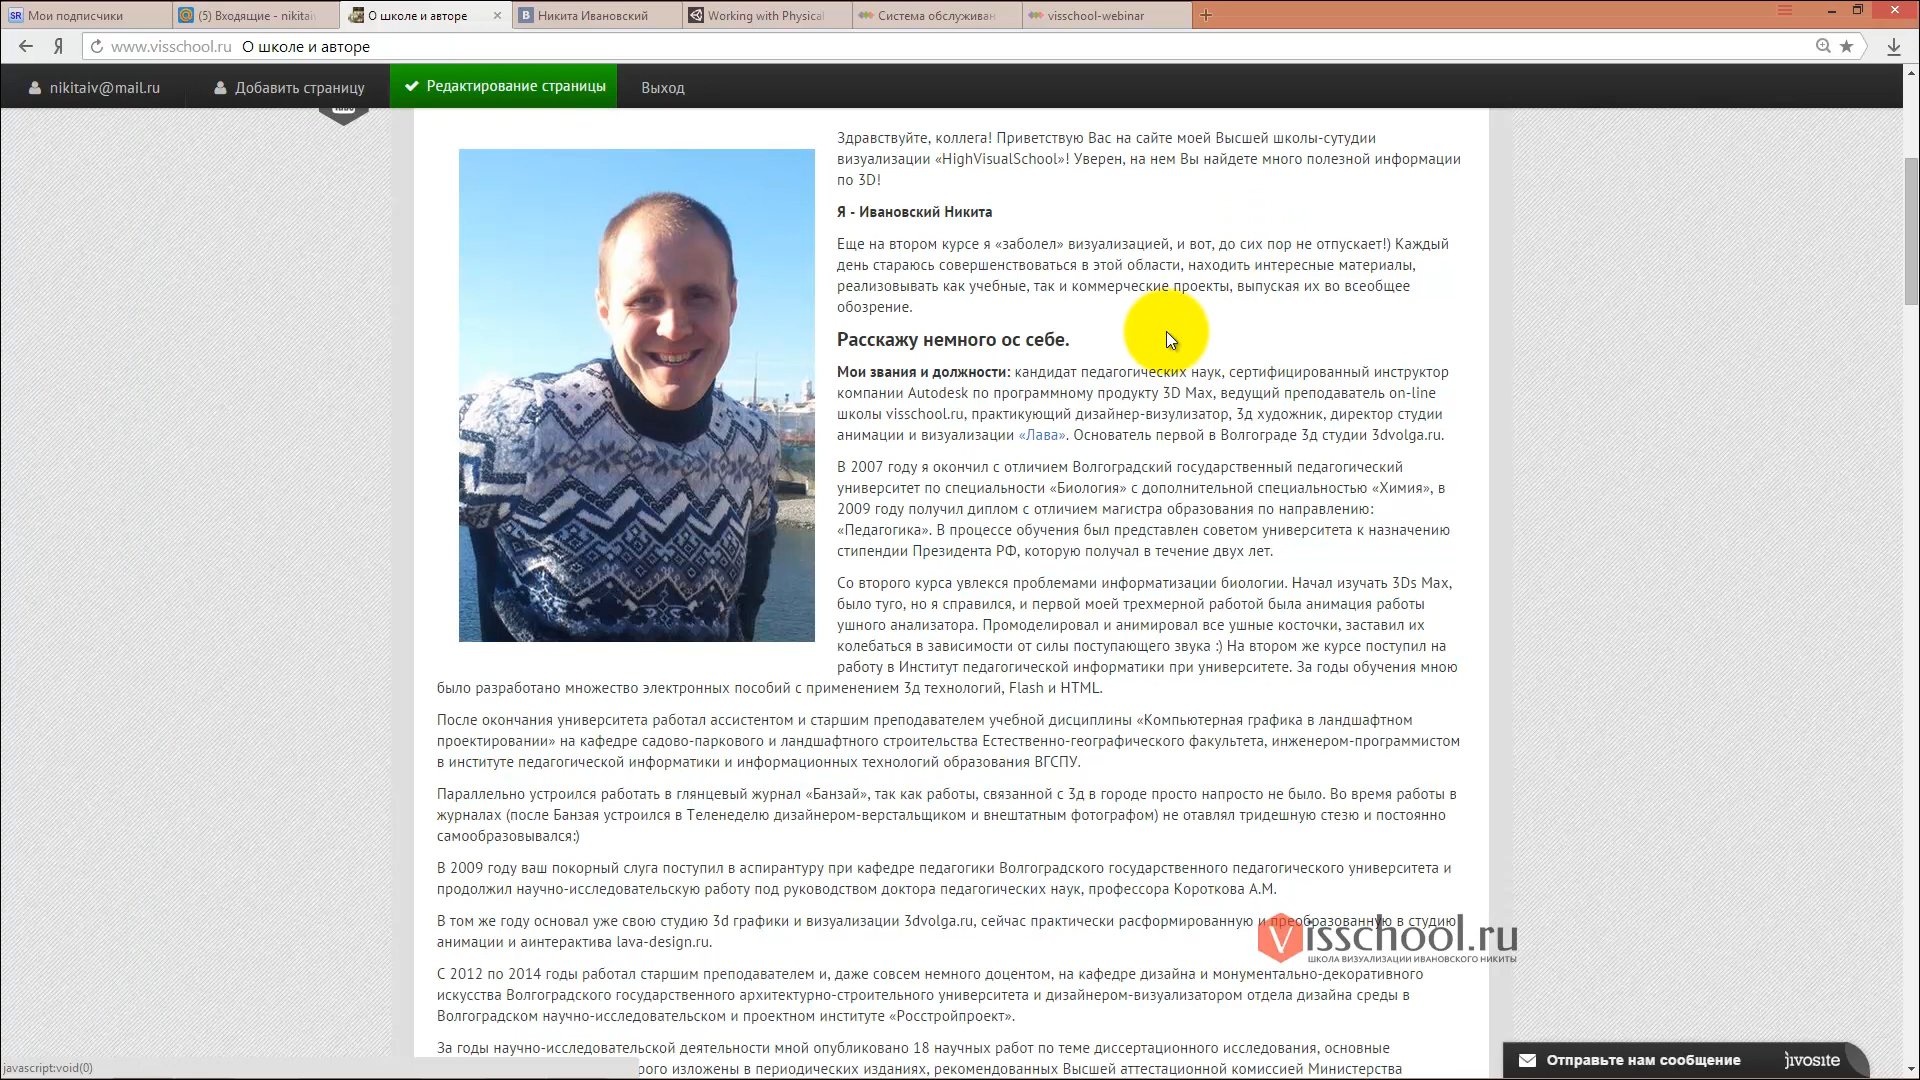 Мои подписчики
(5) Входящие - nikitaiv
О школе и авторе
Никита Ивановский
Working with Physical
Система обслуживан
visschool-webinar
www.visschool.ru О школе и авторе
nikitaiv@mail.ru
Добавить страницу
Редактирование страницы
Выход
Здравствуйте, коллега! Приветствую Вас на сайте моей Высшей школы-сутудии
визуализации «HighVisualSchool»! Уверен, на нем Вы найдете много полезной информации
по 3D!
Я - Ивановский Никита
Еще на втором курсе я «заболел» визуализацией, и вот, до сих пор не отпускает!) Каждый
день стараюсь совершенствоваться в этой области, находить интересные материалы,
реализовывать как учебные, так и коммерческие проекты, выпуская их во всеобщее
обозрение.
Расскажу немного ос себе.
Мои звания и должности: кандидат педагогических наук, сертифицированный инструктор
компании Autodesk по программному продукту 3D Max, ведущий преподаватель on-line
школы visschool.ru, практикующий дизайнер-визулизатор, 3д художник, директор студии
анимации и визуализации «Лава». Основатель первой в Волгограде 3д студии 3dvolga.ru.
В 2007 году я окончил с отличием Волгоградский государственный педагогический
университет по специальности «Биология» с дополнительной специальностью «Химия», в
2009 году получил диплом с отличием магистра образования по направлению:
«Педагогика». В процессе обучения был представлен советом университета к назначению
стипендии Президента РФ, которую получал в течение двух лет.
Со второго курса увлекся проблемами информатизации биологии. Начал изучать 3Ds Max,
было туго, но я справился, и первой моей трехмерной работой была анимация работы
ушного анализатора. Промоделировал и анимировал все ушные косточки, заставил их
колебаться в зависимости от силы поступающего звука :) На втором же курсе поступил на
работу в Институт педагогической информатики при университете. За годы обучения мною
было разработано множество электронных пособий с применением 3д технологий, Flash и HTML.
После окончания университета работал ассистентом и старшим преподавателем учебной дисциплины «Компьютерная графика в ландшафтном
проектировании» на кафедре садово-паркового и ландшафтного строительства Естественно-географического факультета, инженером-программистом
в институте педагогической информатики и информационных технологий образования ВГСПУ.
Параллельно устроился работать в глянцевый журнал «Банзай», так как работы, связанной с 3д в городе просто напросто не было. Во время работы в
журналах (после Банзая устроился в Теленеделю дизайнером-верстальщиком и внештатным фотографом) не отавлял тридешную стезю и постоянно
самообразовывался:)
В 2009 году ваш покорный слуга поступил в аспирантуру при кафедре педагогики Волгоградского государственного педагогического университета и
продолжил научно-исследовательскую работу под руководством доктора педагогических наук, профессора Короткова А.М.
В том же году основал уже свою студию 3d графики и визуализации 3dvolga.ru, сейчас практически расформированную и преобразованную в студию
анимации и аинтерактива lava-design.ru.
Visschool.ru
ШКОЛА ВИЗУАЛИЗАЦИИ ИВАНОВСКОГО НИКИТЫ
С 2012 по 2014 годы работал старшим преподавателем и, даже совсем немного доцентом, на кафедре дизайна и монументально-декоративного
искусства Волгоградского государственного архитектурно-строительного университета и дизайнером-визуализатором отдела дизайна среды в
Волгоградском научно-исследовательском и проектном институте «Росстройпроект».
За годы научно-исследовательской деятельности мной опубликовано 18 научных работ по теме диссертационного исследования, основные
рого изложены в периодических изданиях, рекомендованных Высшей аттестационной комиссией Министерства
javascript:void(0)
Отправьте нам сообщение
jivosite